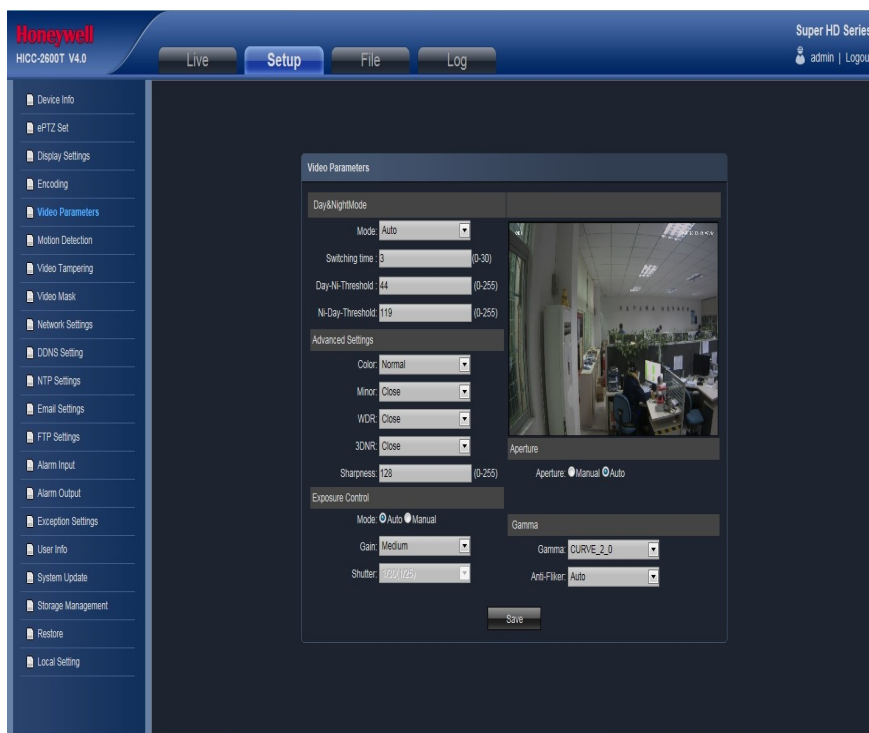 Honeywell
HICC-2600T V4.0
Live
Setup
File
Log
Super HD Series
admin | Logou
Device Info
ePTZ Set
Display Settings
Encoding
Video Parameters
Motion Detection
Video Tampering
Video Mask
Network Settings
DDNS Setting
NTP Settings
Email Settings
FTP Settings
Alarm Input
Alarm Output
Exception Settings
User Info
System Update
Storage Management
Restore
Local Setting
Video Parameters
Day&NightMode
Mode: Auto
Switching time : 3 (0-30)
Day-Ni-Threshold : 44 (0-255)
Ni-Day-Threshold: 119 (0-255)
Advanced Settings
Color: Normal
Minor: Close
WDR: Close
3DNR: Close
Sharpness: 128 (0-255)
Exposure Control
Mode: Auto Manual
Gain: Medium
Shutter: 1/30(1/25)
Aperture
Aperture: Manual Auto
Gamma
Gamma: CURVE_2_0
Anti-Fliker: Auto
Save